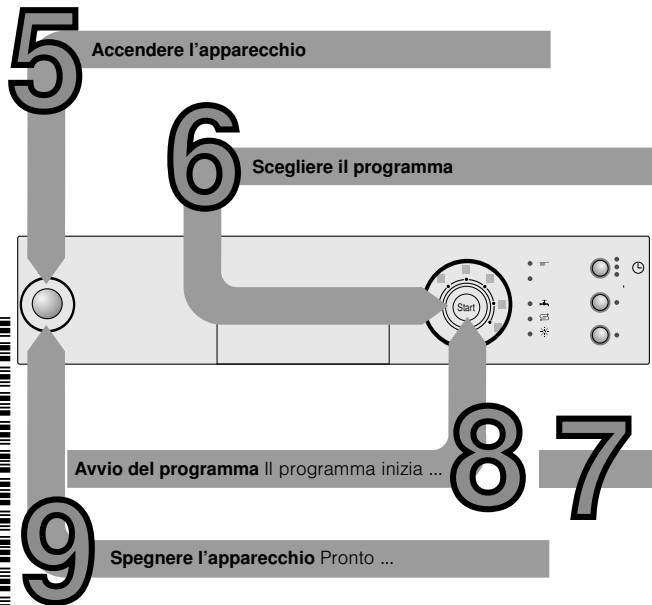 5
Accendere l'apparecchio
6
Scegliere il programma
Start
8
7
Avvio del programma Il programma inizia ...
9
Spegnere l'apparecchio Pronto ...